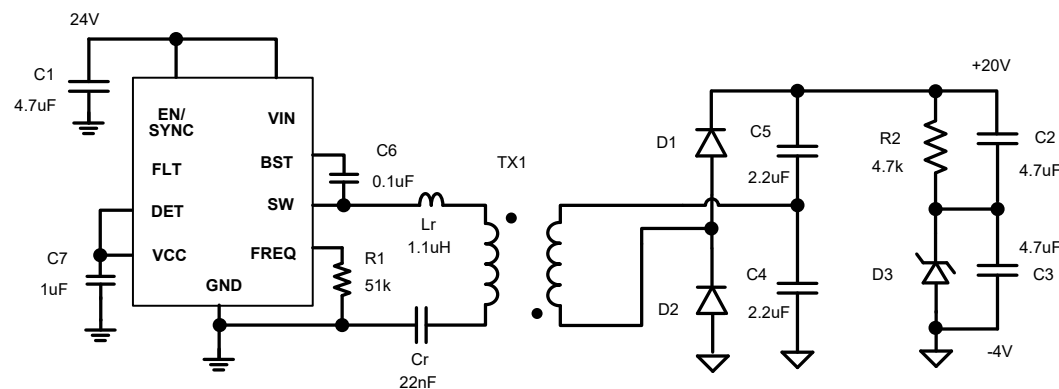 24V
+20V
C1
4.7uF
EN/
SYNC
VIN
FLT
BST
DET
SW
VCC
FREQ
GND
C7
1uF
C6
0.1uF
Lr
1.1uH
R1
51k
Cr
22nF
TX1
D1
C5
2.2uF
D2
C4
2.2uF
R2
4.7k
C2
4.7uF
D3
4.7uF
C3
-4V